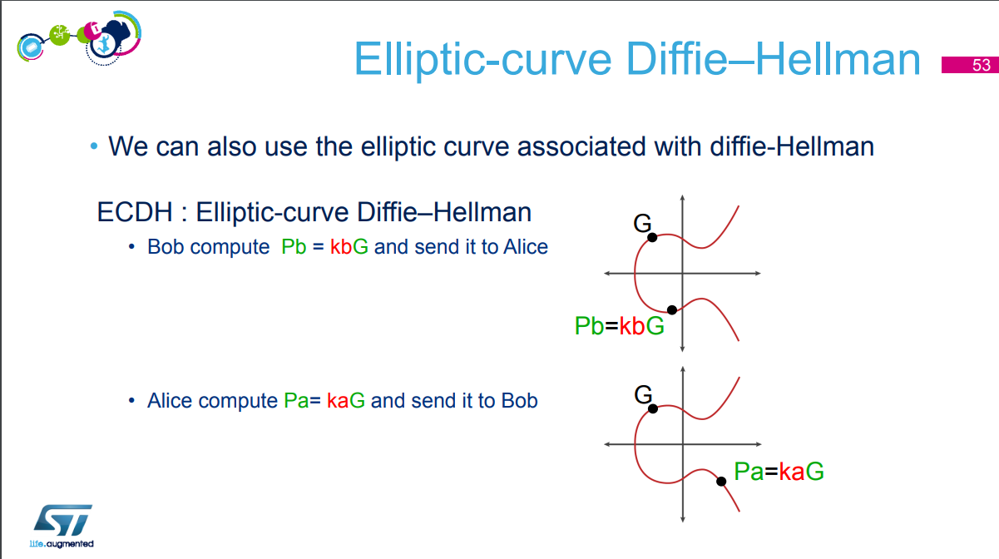 Elliptic-curve Diffie–Hellman
53
• We can also use the elliptic curve associated with diffie-Hellman
ECDH : Elliptic-curve Diffie–Hellman
• Bob compute Pb = kbG and send it to Alice
G
Pb=kbG
• Alice compute Pa= kaG and send it to Bob
G
Pa=kaG
ST
life.augmented